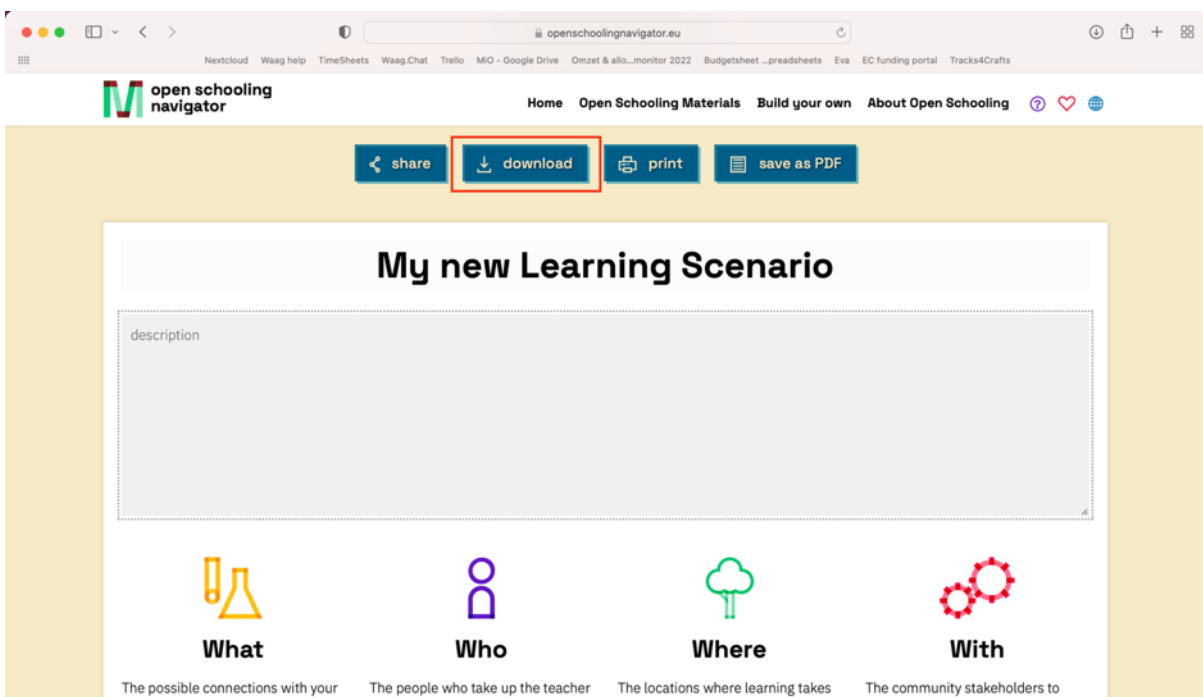 openschoolingnavigator.eu
Nextcloud Waag help TimeSheets Waag.Chat Trello MiO - Google Drive Omzet & allo...monitor 2022 Budgetsheet ...preadsheets Eva EC funding portal Tracks4Crafts
open schooling
navigator
Home Open Schooling Materials Build your own About Open Schooling ?
share download print save as PDF
My new Learning Scenario
description
What Who Where With
The possible connections with your The people who take up the teacher The locations where learning takes The community stakeholders to